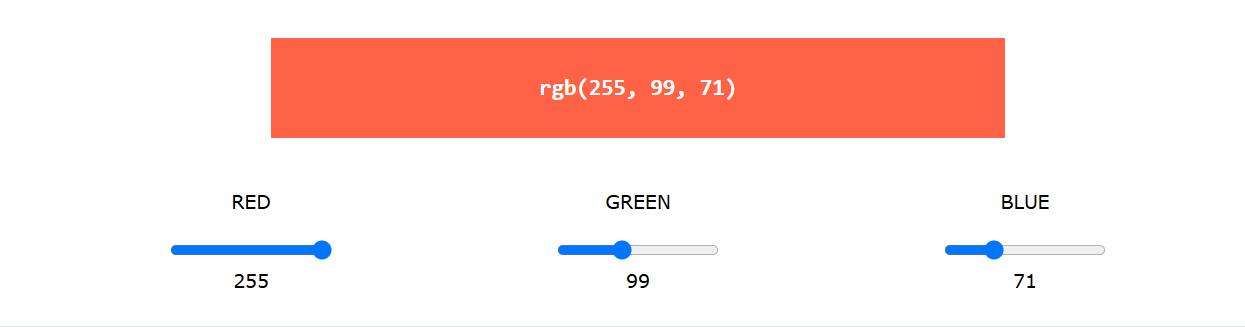 rgb(255, 99, 71)
RED GREEN BLUE
255 99 71